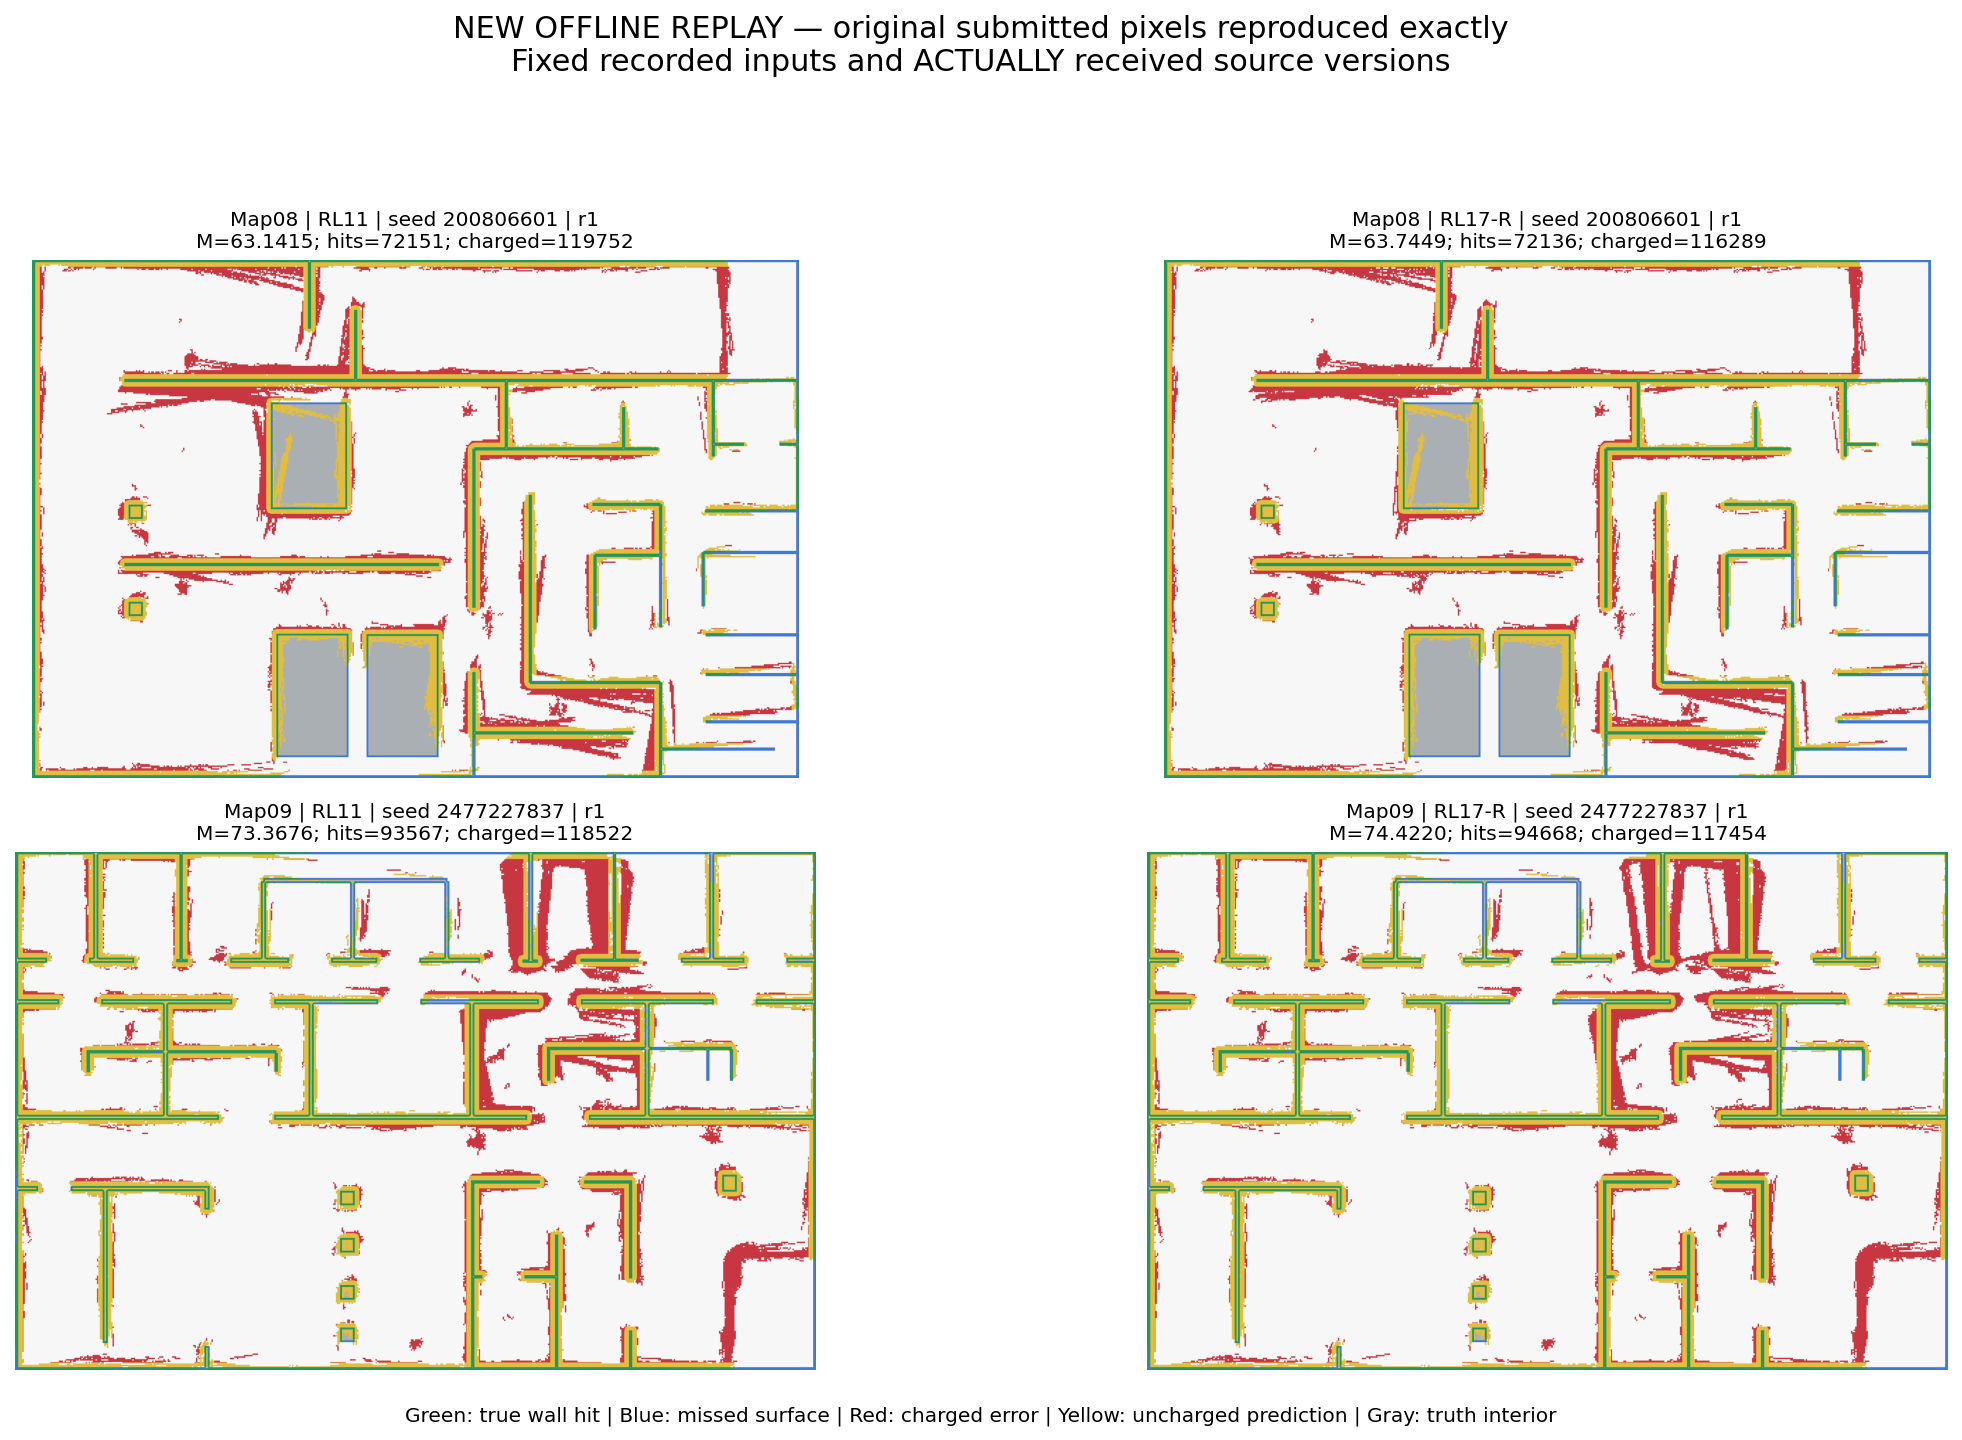 NEW OFFLINE REPLAY — original submitted pixels reproduced exactly
Fixed recorded inputs and ACTUALLY received source versions
Map08 | RL11 | seed 200806601 | r1
M=63.1415; hits=72151; charged=119752
Map08 | RL17-R | seed 200806601 | r1
M=63.7449; hits=72136; charged=116289
Map09 | RL11 | seed 2477227837 | r1
M=73.3676; hits=93567; charged=118522
Map09 | RL17-R | seed 2477227837 | r1
M=74.4220; hits=94668; charged=117454
Green: true wall hit | Blue: missed surface | Red: charged error | Yellow: uncharged prediction | Gray: truth interior